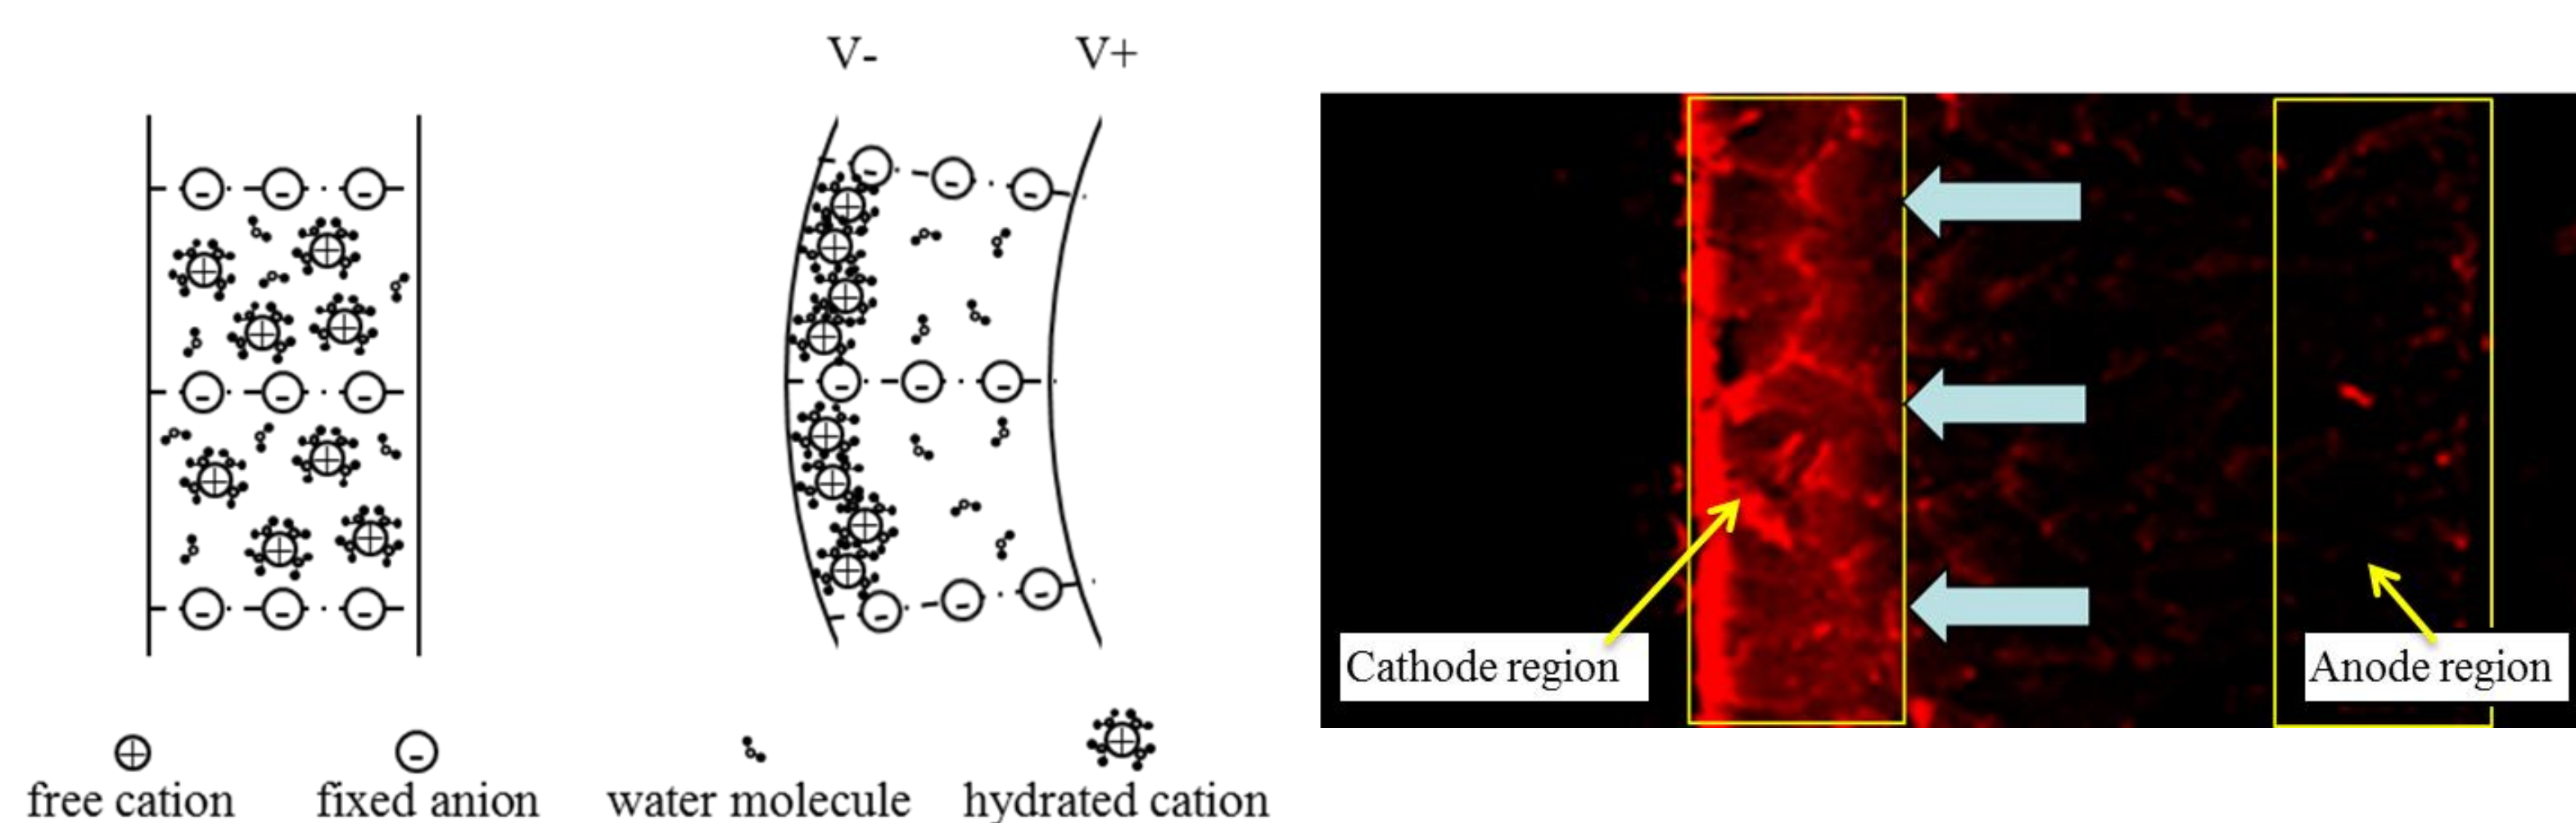 V-
V+
free cation
fixed anion
water molecule
hydrated cation
Cathode region
Anode region